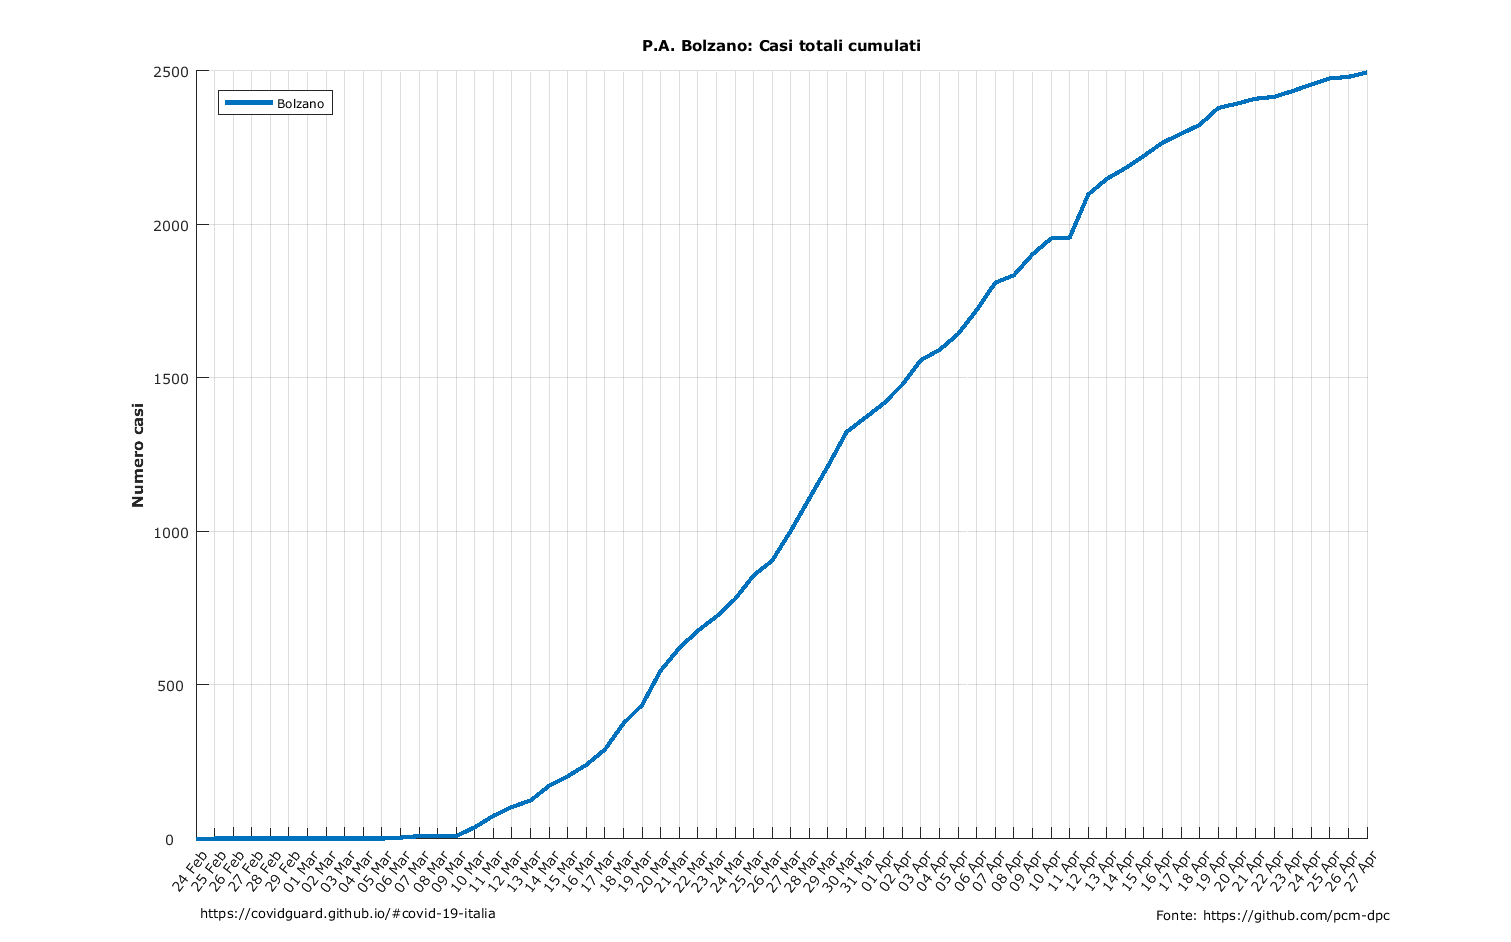 P.A. Bolzano: Casi totali cumulati
Bolzano
Numero casi
2500
2000
1500
1000
500
0
24 Feb
25 Feb
26 Feb
27 Feb
28 Feb
29 Feb
01 Mar
02 Mar
03 Mar
04 Mar
05 Mar
06 Mar
07 Mar
08 Mar
09 Mar
10 Mar
11 Mar
12 Mar
13 Mar
14 Mar
15 Mar
16 Mar
17 Mar
18 Mar
19 Mar
20 Mar
21 Mar
22 Mar
23 Mar
24 Mar
25 Mar
26 Mar
27 Mar
28 Mar
29 Mar
30 Mar
31 Mar
01 Apr
02 Apr
03 Apr
04 Apr
05 Apr
06 Apr
07 Apr
08 Apr
09 Apr
10 Apr
11 Apr
12 Apr
13 Apr
14 Apr
15 Apr
16 Apr
17 Apr
18 Apr
19 Apr
20 Apr
21 Apr
22 Apr
23 Apr
24 Apr
25 Apr
26 Apr
27 Apr
https://covidguard.github.io/#covid-19-italia
Fonte: https://github.com/pcm-dpc